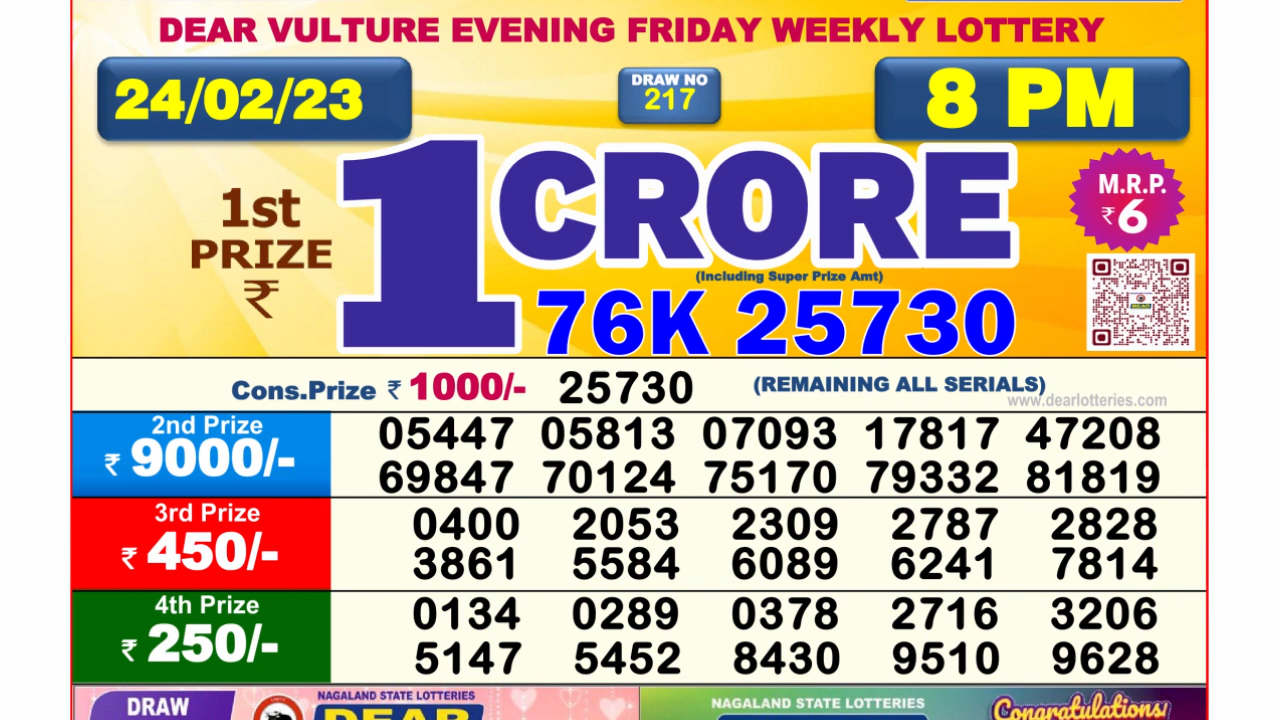 DEAR VULTURE EVENING FRIDAY WEEKLY LOTTERY
24/02/23
DRAW NO
217
8 PM
1st
PRIZE
₹
1 CRORE
(Including Super Prize Amt)
76K 25730
M.R.P.
₹ 6
Cons.Prize ₹ 1000/- 25730 (REMAINING ALL SERIALS)
www.dearlotteries.com
2nd Prize
₹ 9000/-
05447 05813 07093 17817 47208
69847 70124 75170 79332 81819
3rd Prize
₹ 450/-
0400 2053 2309 2787 2828
3861 5584 6089 6241 7814
4th Prize
₹ 250/-
0134 0289 0378 2716 3206
5147 5452 8430 9510 9628
DRAW
NAGALAND STATE LOTTERIES
DEAR
NAGALAND STATE LOTTERIES
Congratulations!